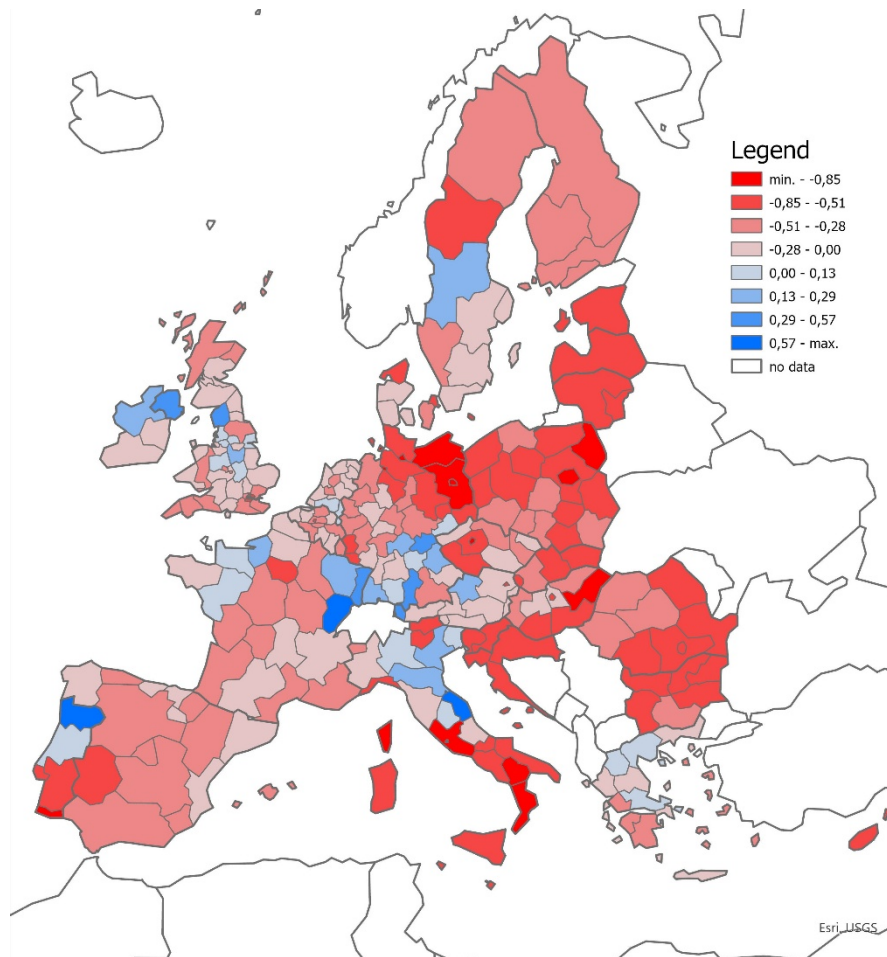 Legend
min. - -0,85
-0,85 - -0,51
-0,51 - -0,28
-0,28 - 0,00
0,00 - 0,13
0,13 - 0,29
0,29 - 0,57
0,57 - max.
no data
Esri, USGS